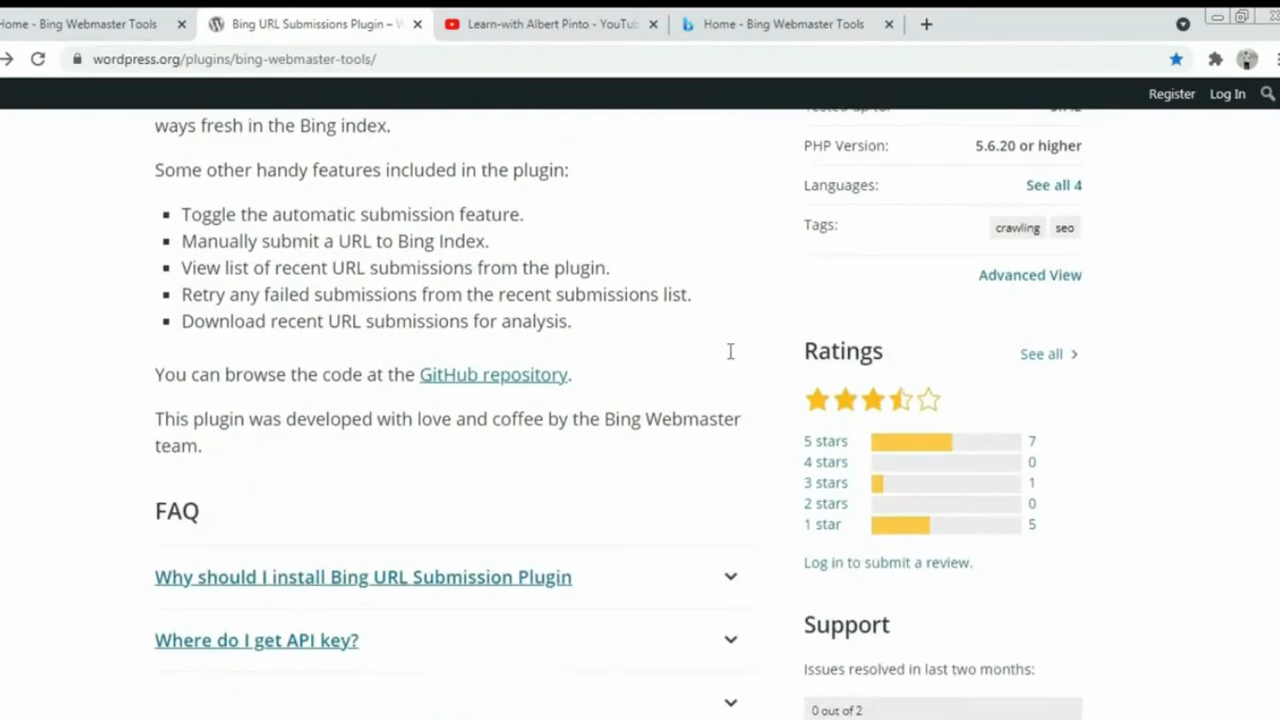 Home - Bing Webmaster Tools
Bing URL Submissions Plugin – W
Learn-with Albert Pinto - YouTub
Home - Bing Webmaster Tools
wordpress.org/plugins/bing-webmaster-tools/
Register Log In
ways fresh in the Bing index.
Some other handy features included in the plugin:
Toggle the automatic submission feature.
Manually submit a URL to Bing Index.
View list of recent URL submissions from the plugin.
Retry any failed submissions from the recent submissions list.
Download recent URL submissions for analysis.
You can browse the code at the GitHub repository.
This plugin was developed with love and coffee by the Bing Webmaster
team.
FAQ
Why should I install Bing URL Submission Plugin
Where do I get API key?
PHP Version: 5.6.20 or higher
Languages: See all 4
Tags: crawling seo
Advanced View
Ratings See all
5 stars 7
4 stars 0
3 stars 1
2 stars 0
1 star 5
Log in to submit a review.
Support
Issues resolved in last two months:
0 out of 2